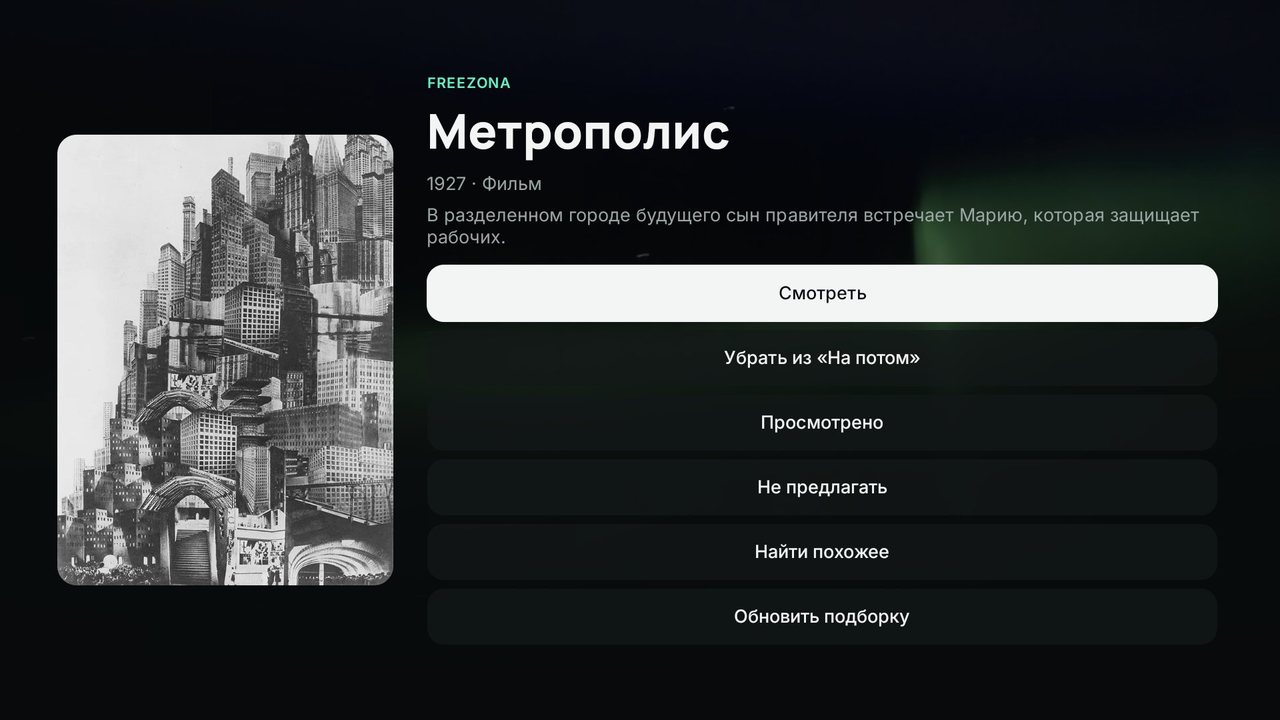 FREEZONA
Метрополис
1927 · Фильм
В разделенном городе будущего сын правителя встречает Марию, которая защищает
рабочих.
Смотреть
Убрать из «На потом»
Просмотрено
Не предлагать
Найти похожее
Обновить подборку